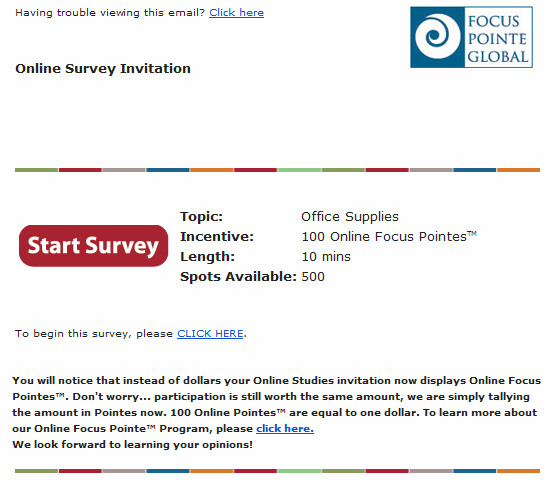 Having trouble viewing this email? Click here
FOCUS
POINTE
GLOBAL
Online Survey Invitation
Start Survey
Topic: Office Supplies
Incentive: 100 Online Focus Pointes™
Length: 10 mins
Spots Available: 500
To begin this survey, please CLICK HERE.
You will notice that instead of dollars your Online Studies invitation now displays Online Focus
Pointes™. Don't worry... participation is still worth the same amount, we are simply tallying
the amount in Pointes now. 100 Online Pointes™ are equal to one dollar. To learn more about
our Online Focus Pointe™ Program, please click here.
We look forward to learning your opinions!